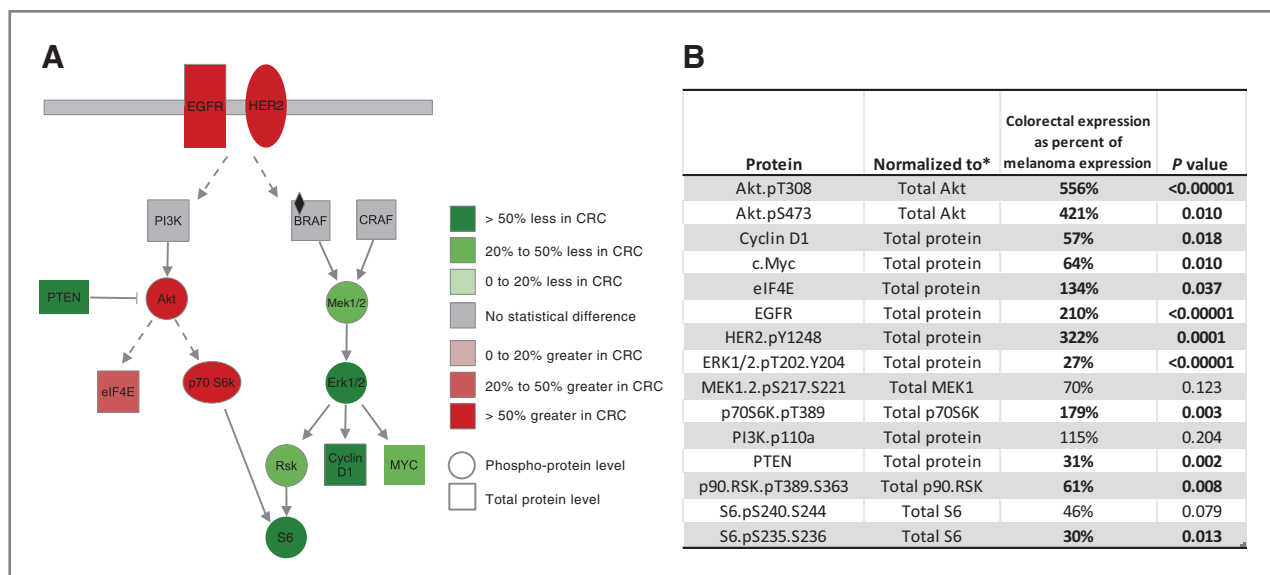 A
EGFR
HER2
PI3K
BRAF
CRAF
PTEN
Akt
Mek1/2
eIF4E
p70 S6k
Erk1/2
Rsk
Cyclin
D1
MYC
S6
> 50% less in CRC
20% to 50% less in CRC
0 to 20% less in CRC
No statistical difference
0 to 20% greater in CRC
20% to 50% greater in CRC
> 50% greater in CRC
Phospho-protein level
Total protein level
B
Protein Normalized to* Colorectal expression as percent of melanoma expression P value
Akt.pT308 Total Akt 556% <0.00001
Akt.pS473 Total Akt 421% 0.010
Cyclin D1 Total protein 57% 0.018
c.Myc Total protein 64% 0.010
eIF4E Total protein 134% 0.037
EGFR Total protein 210% <0.00001
HER2.pY1248 Total protein 322% 0.0001
ERK1/2.pT202.Y204 Total protein 27% <0.00001
MEK1.2.pS217.S221 Total MEK1 70% 0.123
p70S6K.pT389 Total p70S6K 179% 0.003
PI3K.p110a Total protein 115% 0.204
PTEN Total protein 31% 0.002
p90.RSK.pT389.S363 Total p90.RSK 61% 0.008
S6.pS240.S244 Total S6 46% 0.079
S6.pS235.S236 Total S6 30% 0.013